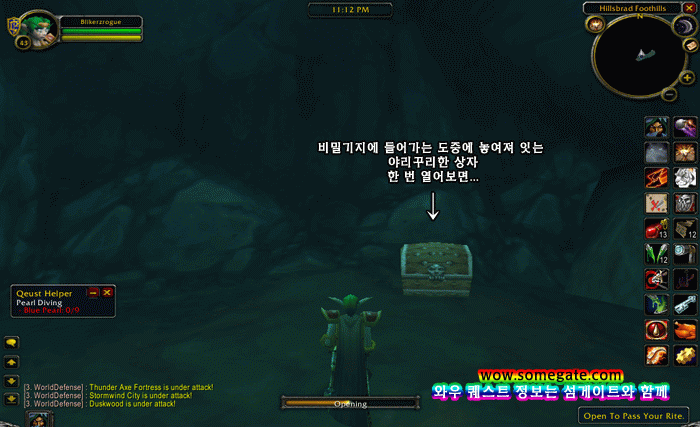 Blikerzrogue
43
11:12 PM
Hillsbrad Foothills
N
비밀기지에 들어가는 도중에 놓여져 잇는
야리꾸리한 상자
한 번 열어보면...
13
12
12
Qeust Helper
Pearl Diving
- Blue Pearl: 0/9
[3. WorldDefense] : Thunder Axe Fortress is under attack!
[3. WorldDefense] : Stormwind City is under attack!
[3. WorldDefense] : Duskwood is under attack!
Opening
www.somegate.com
와우 퀘스트 정보는 섬게이트와 함께
Open To Pass Your Rite.